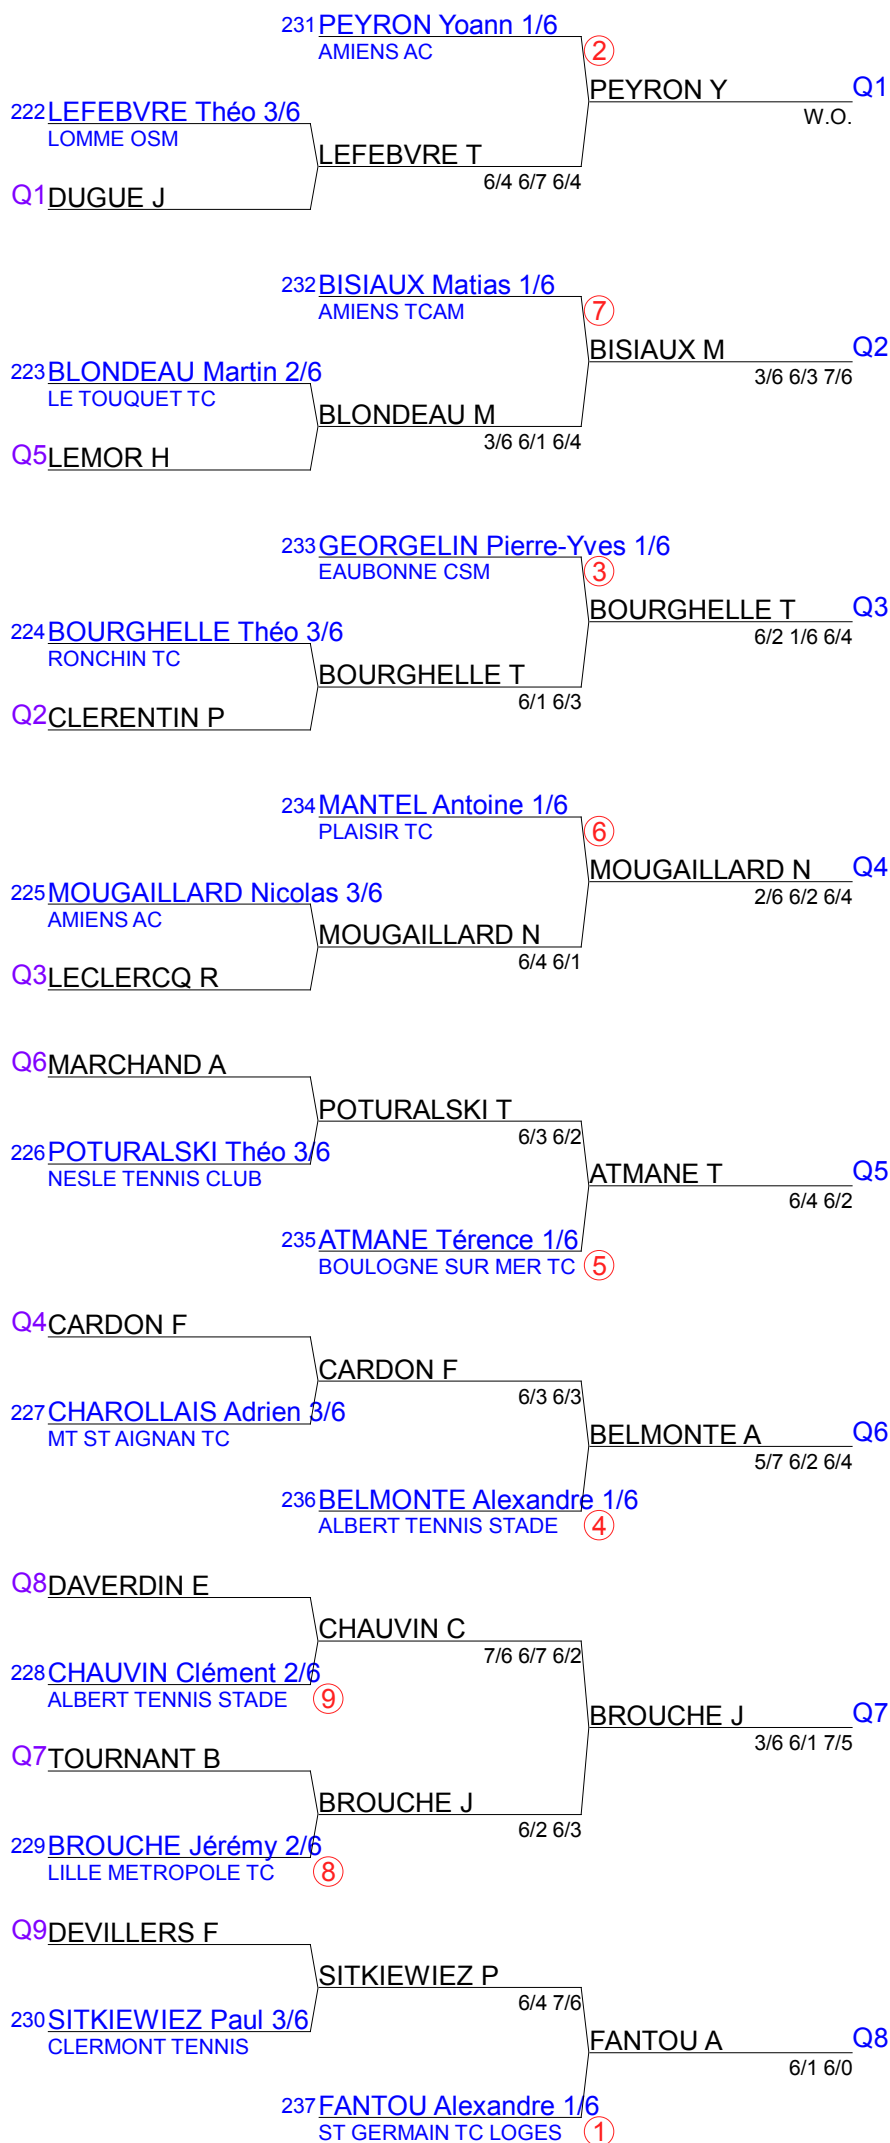 231 PEYRON Yoann 1/6
AMIENS AC
2
PEYRON Y Q1
W.O.
222 LEFEBVRE Théo 3/6
LOMME OSM
LEFEBVRE T
6/4 6/7 6/4
Q1 DUGUE J
232 BISIAUX Matias 1/6
AMIENS TCAM
7
BISIAUX M Q2
3/6 6/3 7/6
223 BLONDEAU Martin 2/6
LE TOUQUET TC
BLONDEAU M
3/6 6/1 6/4
Q5 LEMOR H
233 GEORGELIN Pierre-Yves 1/6
EAUBONNE CSM
3
BOURGHELLE T Q3
6/2 1/6 6/4
224 BOURGHELLE Théo 3/6
RONCHIN TC
BOURGHELLE T
6/1 6/3
Q2 CLERENTIN P
234 MANTEL Antoine 1/6
PLAISIR TC
6
MOUGAILLARD N Q4
2/6 6/2 6/4
225 MOUGAILLARD Nicolas 3/6
AMIENS AC
MOUGAILLARD N
6/4 6/1
Q3 LECLERCQ R
Q6 MARCHAND A
POTURALSKI T
6/3 6/2
226 POTURALSKI Théo 3/6
NESLE TENNIS CLUB
ATMANE T Q5
6/4 6/2
235 ATMANE Térence 1/6
BOULOGNE SUR MER TC 5
Q4 CARDON F
CARDON F
6/3 6/3
227 CHAROLLAIS Adrien 3/6
MT ST AIGNAN TC
BELMONTE A Q6
5/7 6/2 6/4
236 BELMONTE Alexandre 1/6
ALBERT TENNIS STADE 4
Q8 DAVERDIN E
CHAUVIN C
7/6 6/7 6/2
228 CHAUVIN Clément 2/6
ALBERT TENNIS STADE 9
BROUCHE J Q7
3/6 6/1 7/5
Q7 TOURNANT B
BROUCHE J
6/2 6/3
229 BROUCHE Jérémy 2/6
LILLE METROPOLE TC 8
Q9 DEVILLERS F
SITKIEWIEZ P
6/4 7/6
230 SITKIEWIEZ Paul 3/6
CLERMONT TENNIS
FANTOU A Q8
6/1 6/0
237 FANTOU Alexandre 1/6
ST GERMAIN TC LOGES 1